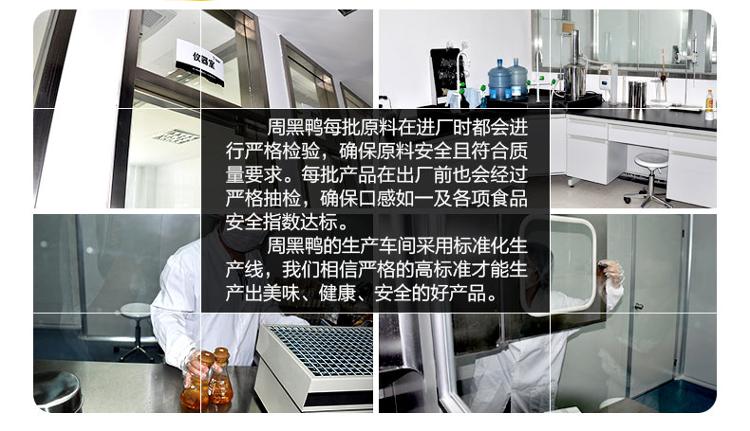 仪器室
周黑鸭每批原料在进厂时都会进
行严格检验，确保原料安全且符合质
量要求。每批产品在出厂前也会经过
严格抽检，确保口感如一及各项食品
安全指数达标。
周黑鸭的生产车间采用标准化生
产线，我们相信严格的高标准才能生
产出美味、健康、安全的好产品。